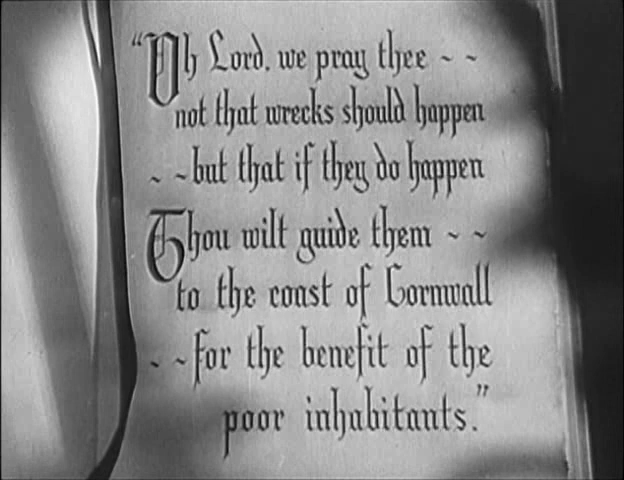 “Oh Lord, we pray thee ~ ~
not that wrecks should happen
~ ~but that if they do happen
Thou wilt guide them ~ ~
to the coast of Cornwall
~ ~for the benefit of the
poor inhabitants.”